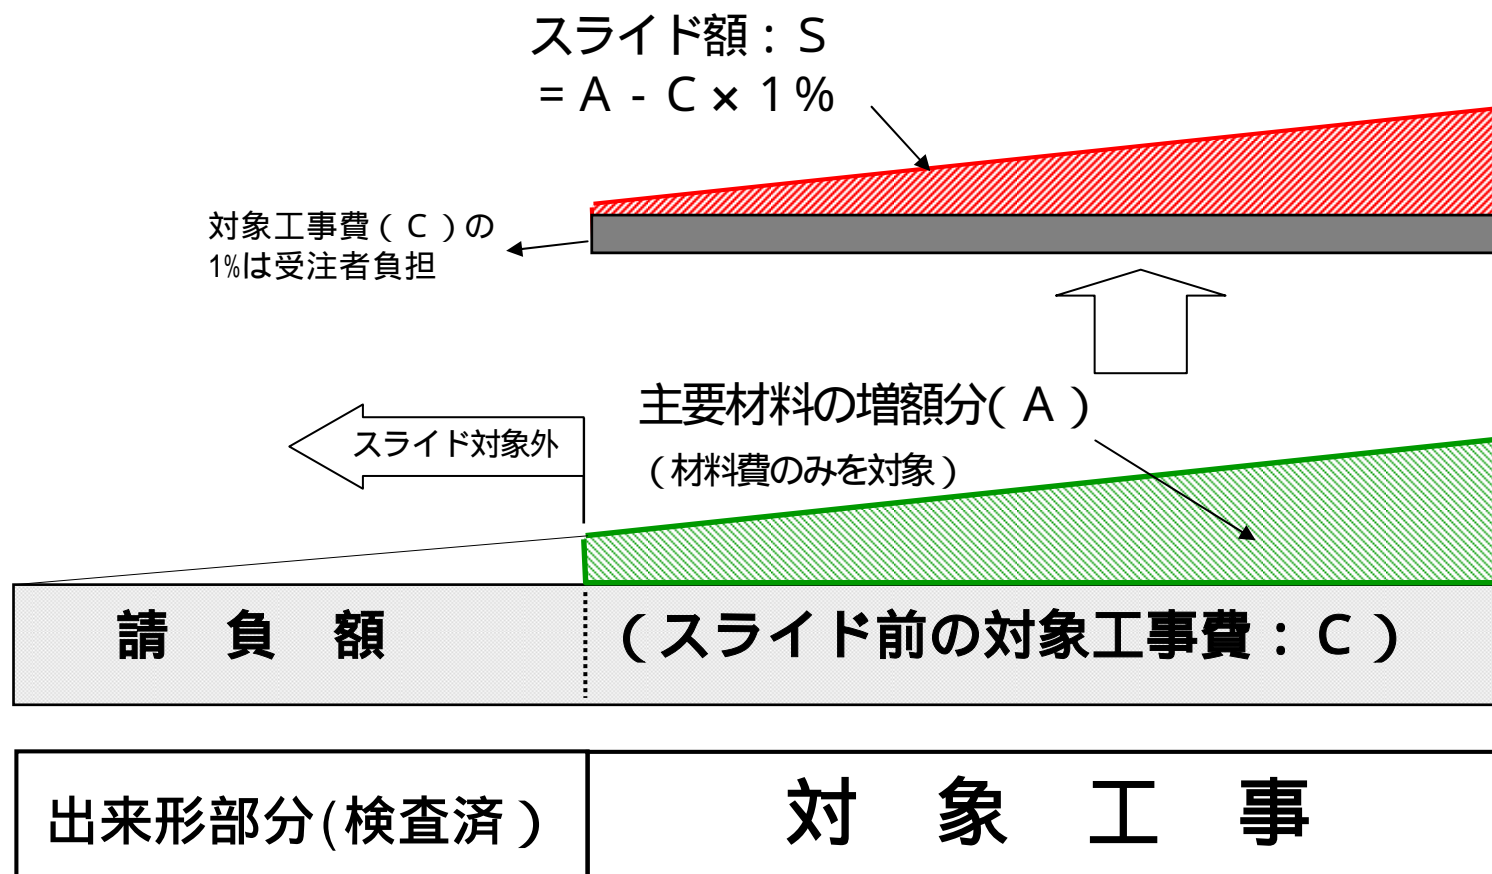 スライド額：Ｓ
＝Ａ－Ｃ×１％
対象工事費（Ｃ）の
1%は受注者負担
主要材料の増額分（Ａ）
（材料費のみを対象）
スライド対象外
請　負　額　（スライド前の対象工事費：Ｃ）
出来形部分(検査済）
対　象　工　事